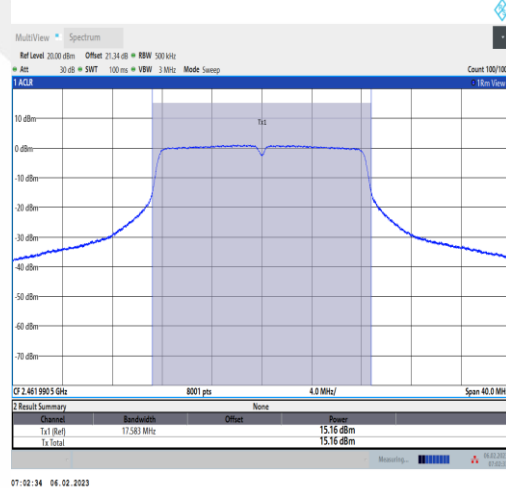 MultiView Spectrum
Ref Level 20.00 dBm Offset 21.34 dB RBW 500 kHz
Att 30 dB SWT 100 ms VBW 3 MHz Mode Sweep Count 100/100
1 ACLR 1Rm View
10 dBm
Tx1
0 dBm
-10 dBm
-20 dBm
-30 dBm
-40 dBm
-50 dBm
-60 dBm
-70 dBm
CF 2.461 990 5 GHz 8001 pts 4.0 MHz/ Span 40.0 MHz
2 Result Summary None
Channel Bandwidth Offset Power
Tx1 (Ref) 17.583 MHz 15.16 dBm
Tx Total 15.16 dBm
Measuring...
07:02:34 06.02.2023